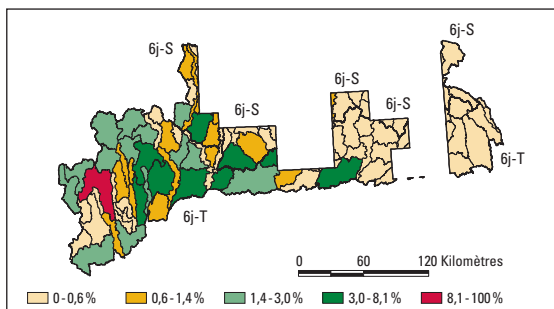 6j-S
6j-S
6j-S
6j-S
6j-S
6j-T
6j-T
0 60 120 Kilomètres
0 - 0,6 % 0,6 - 1,4 % 1,4 - 3,0 % 3,0 - 8,1 % 8,1 - 100 %